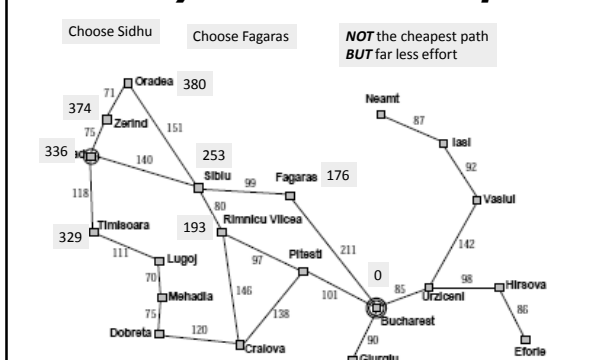 Choose Sidhu
Choose Fagaras
NOT the cheapest path
BUT far less effort
Oradea
380
71
374
Zerind
Neamt
87
75
151
Iasi
336
ad
140
253
Sibiu
99
Fagaras
176
92
118
80
Vaslui
Timisoara
193
Rimnicu Vilcea
329
111
Lugoj
97
Pitesti
211
142
0
98
Hirsova
70
146
85
Urziceni
Mehadia
101
86
138
Bucharest
75
120
90
Dobreta
Craiova
Eforie
Giurgiu